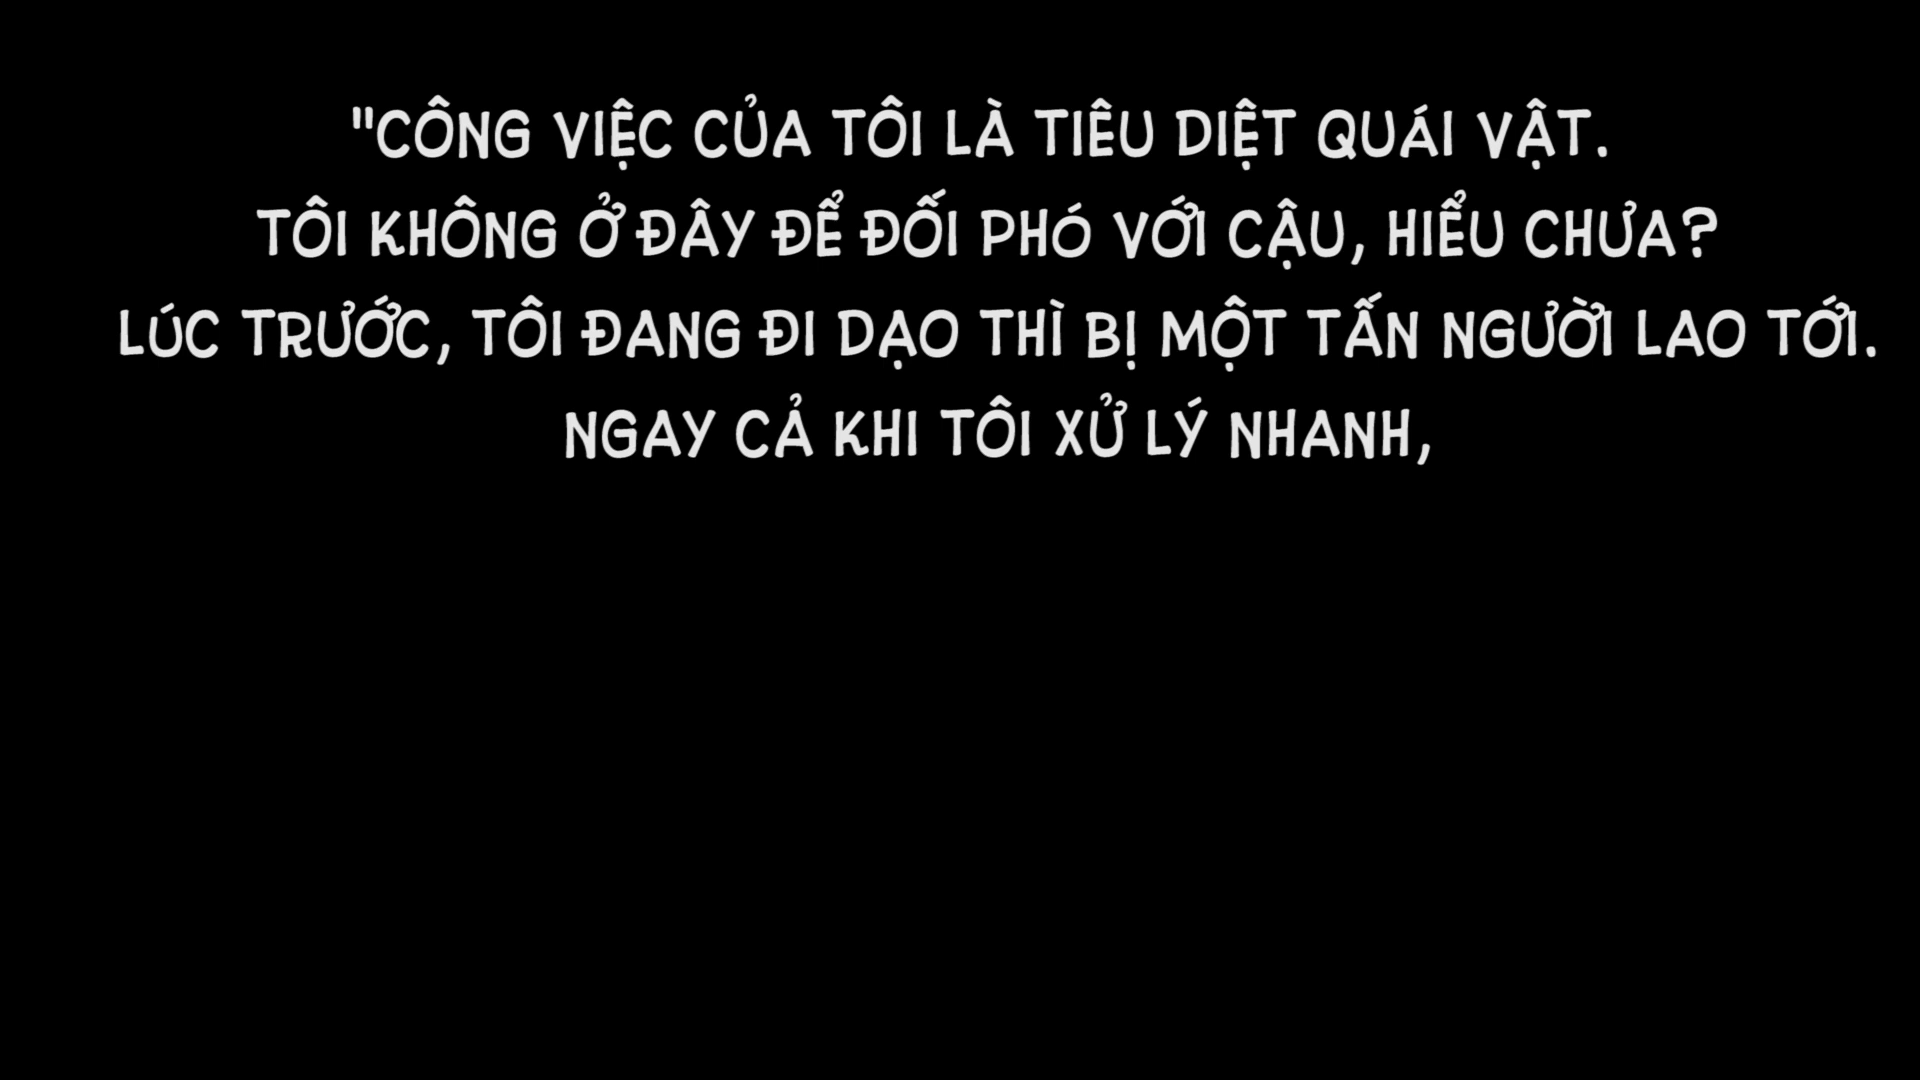 "CÔNG VIỆC CỦA TÔI LÀ TIÊU DIỆT QUÁI VẬT.
TÔI KHÔNG Ở ĐÂY ĐỂ ĐỐI PHÓ VỚI CẬU, HIỂU CHƯA?
LÚC TRƯỚC, TÔI ĐANG ĐI DẠO THÌ BỊ MỘT TẤN NGƯỜI LAO TỚI.
NGAY CẢ KHI TÔI XỬ LÝ NHANH,